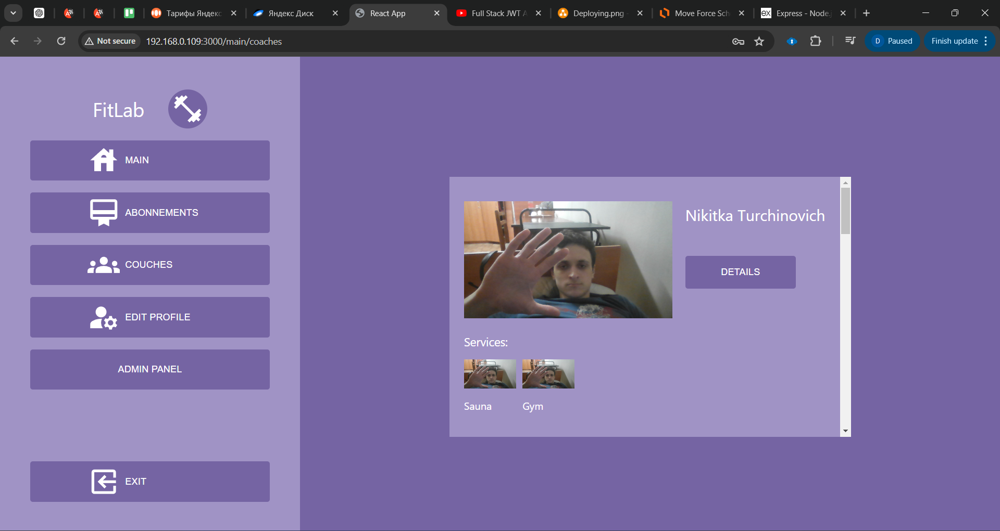 Тарифы Яндекс
Яндекс Диск
React App
Full Stack JWT A
Deploying.png -
Move Force Sch
EX
Express - Node.j
Not secure
192.168.0.109:3000/main/coaches
D
Paused
Finish update
FitLab
MAIN
ABONNEMENTS
COUCHES
EDIT PROFILE
ADMIN PANEL
EXIT
Nikitka Turchinovich
DETAILS
Services:
Sauna
Gym